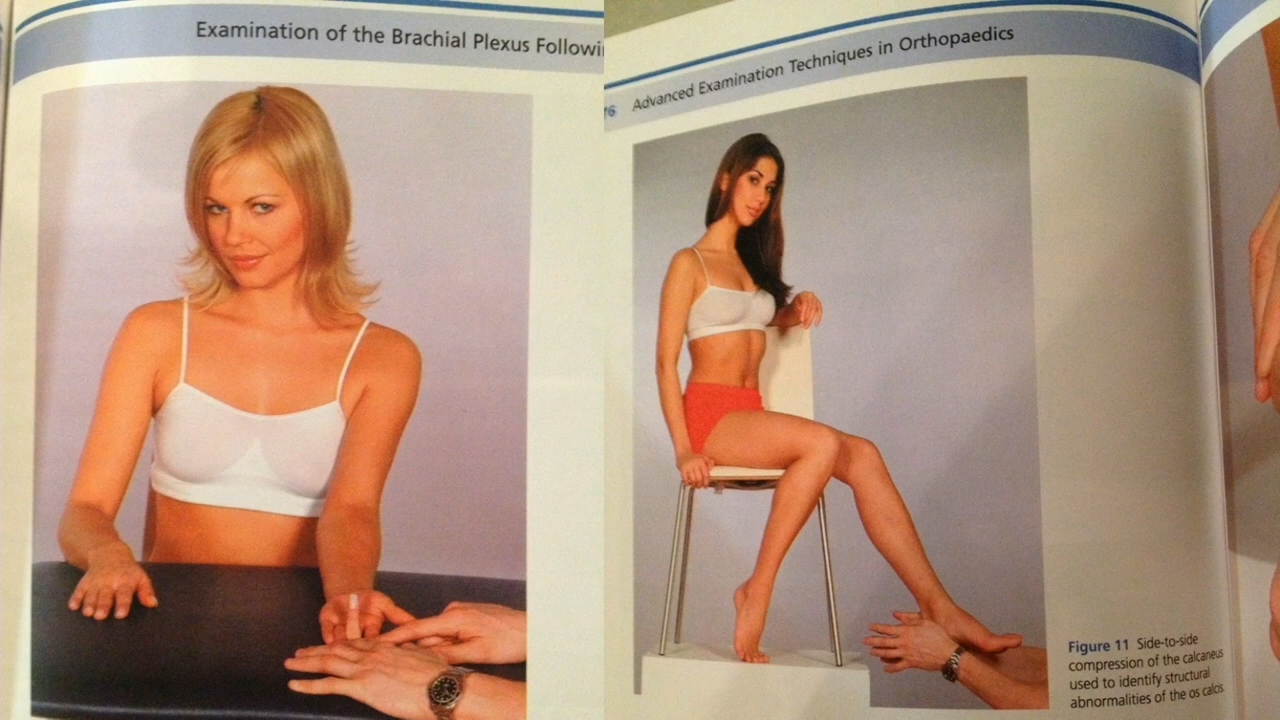 Examination of the Brachial Plexus
Advanced Examination Techniques in Orthopaedics
Figure 11 Side-to-side
compression of the calcaneus
used to identify structural
abnormalities of the os calcis